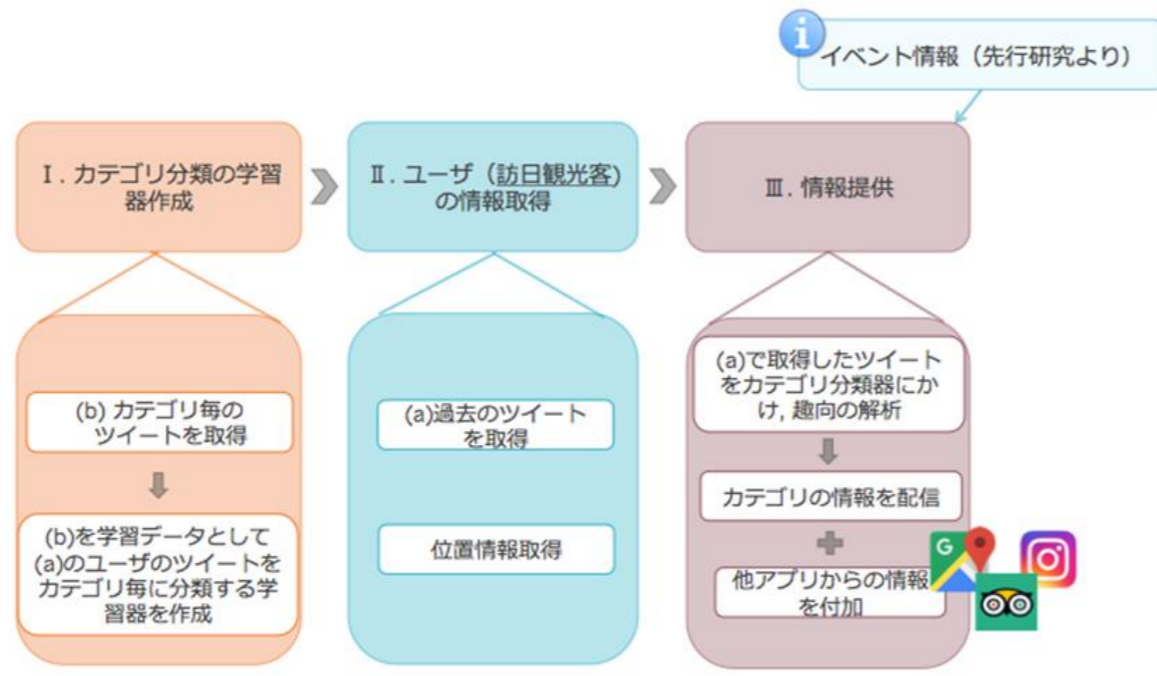 イベント情報（先行研究より）
Ⅰ. カテゴリ分類の学習
器作成
Ⅱ. ユーザ（訪日観光客)
の情報取得
Ⅲ. 情報提供
(b) カテゴリ毎の
ツイートを取得
(b)を学習データとして
(a)のユーザのツイートを
カテゴリ毎に分類する学
習器を作成
(a)過去のツイート
を取得
位置情報取得
(a)で取得したツイート
をカテゴリ分類器にか
け, 趣向の解析
カテゴリの情報を配信
他アプリからの情報
を付加
G